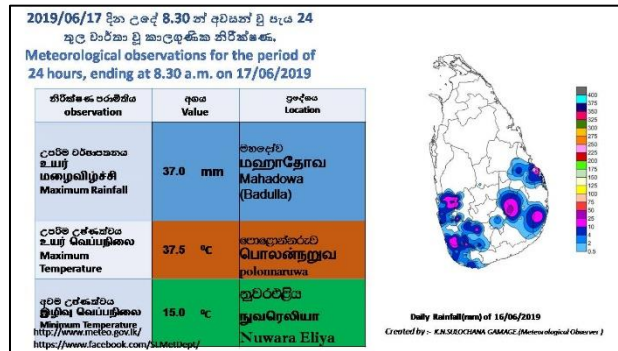 2019/06/17 දින උදේ 8.30 න් අවසන් වු පැය 24
තුල වාර්තා වූ කාලගුණික නිරීක්ෂණ.
Meteorological observations for the period of
24 hours, ending at 8.30 a.m. on 17/06/2019
නිරීක්ෂණ පරාමිතිය
observation
අගය
Value
ප්‍රදේශය
Location
උපරිම වර්ෂාපතනය
உயர்
மழைவீழ்ச்சி
Maximum Rainfall
37.0 mm
මහදෝව
மஹாதோவ
Mahadowa
(Badulla)
උපරිම උෂ්ණත්වය
உயர் வெப்பநிலை
Maximum
Temperature
37.5 ºC
පොළොන්නරුව
பொலன்நறுவ
polonnaruwa
අවම උෂ්ණත්වය
இழிவு வெப்பநிலை
Minimum Temperature
15.0 ºC
නුවරඑළිය
நுவரெலியா
Nuwara Eliya
http://www.meteo.gov.lk/
https://www.facebook.com/SLMetDept/
400
375
350
325
300
275
250
225
200
175
150
125
100
75
50
25
10
4
2
0.5
Daily Rainfall(mm) of 16/06/2019
Created by :- K.N.SULOCHANA GAMAGE.(Meteorological Observer )